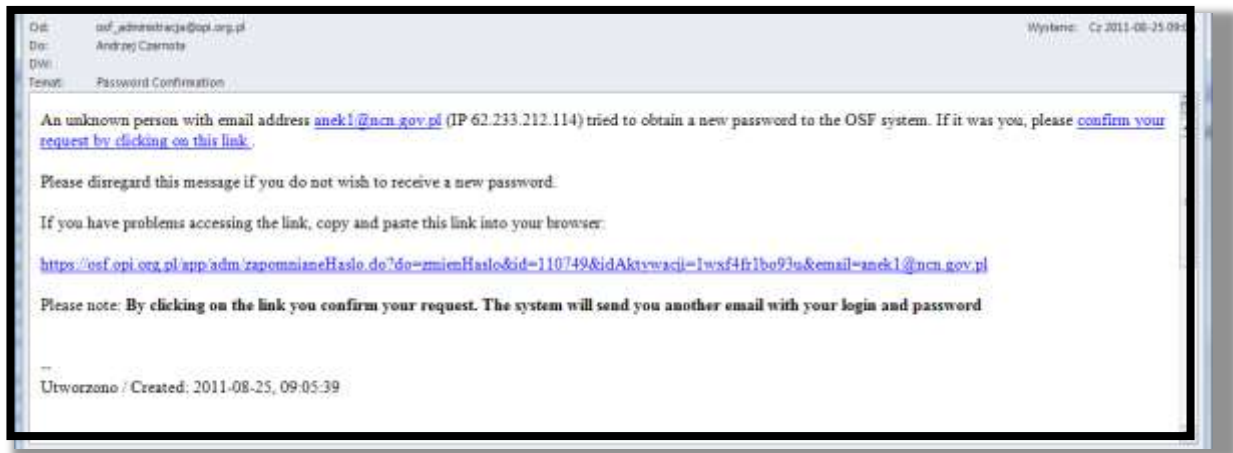 Od: osf_administracja@opi.org.pl Wysłano: Cz 2011-08-25 09:0
Do: Andrzej Czarnota
DW:
Temat: Password Confirmation
An unknown person with email address anek1@ncn.gov.pl (IP 62.233.212.114) tried to obtain a new password to the OSF system. If it was you, please confirm your
request by clicking on this link .
Please disregard this message if you do not wish to receive a new password.
If you have problems accessing the link, copy and paste this link into your browser:
https://osf.opi.org.pl/app/adm/zapomnianeHaslo.do?do=zmienHaslo&id=110749&idAktywacji=1wxf4fr1bo93u&email=anek1@ncn.gov.pl
Please note: By clicking on the link you confirm your request. The system will send you another email with your login and password
--
Utworzono / Created: 2011-08-25, 09:05:39